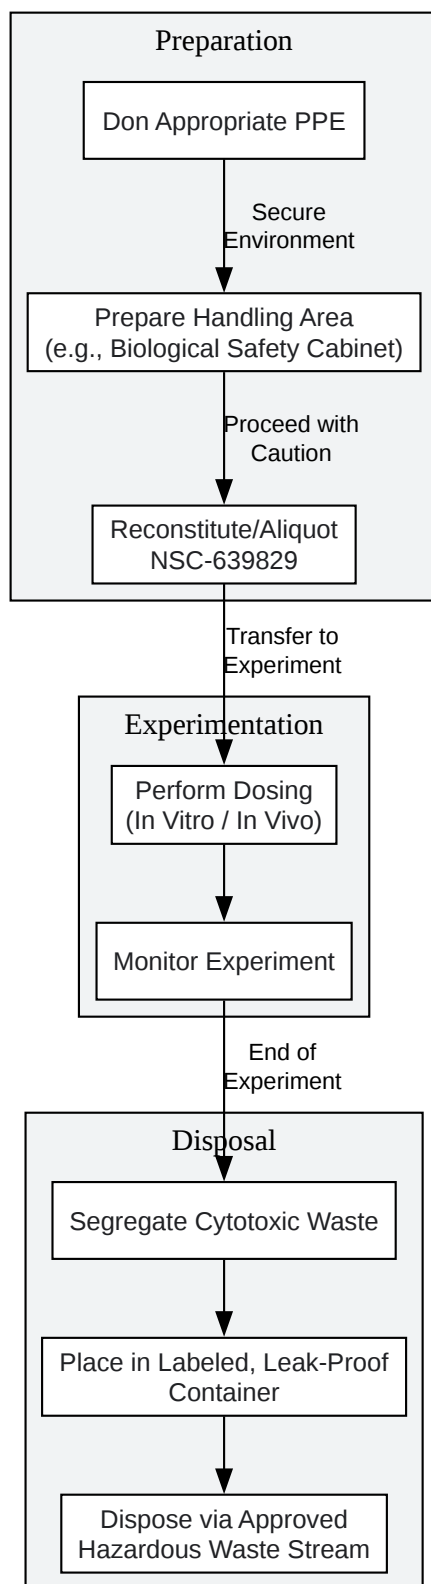 Preparation
Don Appropriate PPE
Secure
Environment
Prepare Handling Area
(e.g., Biological Safety Cabinet)
Proceed with
Caution
Reconstitute/Aliquot
NSC-639829
Transfer to
Experiment
Experimentation
Perform Dosing
(In Vitro / In Vivo)
Monitor Experiment
End of
Experiment
Disposal
Segregate Cytotoxic Waste
Place in Labeled, Leak-Proof
Container
Dispose via Approved
Hazardous Waste Stream